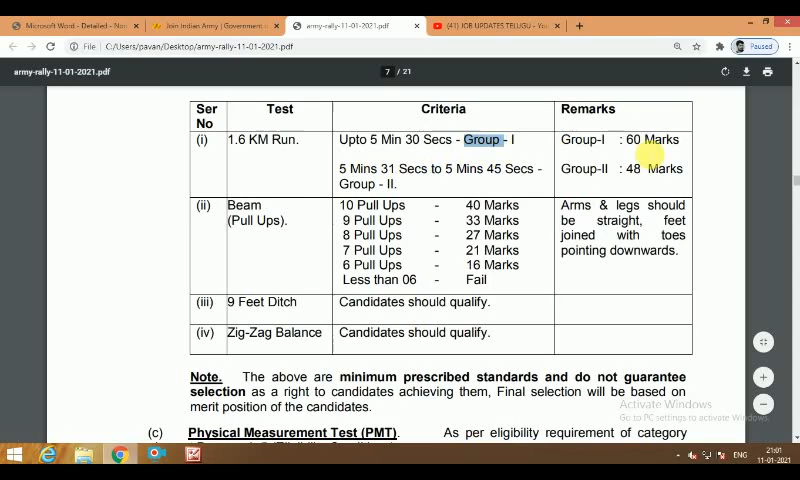 Microsoft Word - Detailed - Not
Join Indian Army | Government o
army-rally-11-01-2021.pdf
(41) JOB UPDATES TELUGU - You
File | C:/Users/pavan/Desktop/army-rally-11-01-2021.pdf
Paused
army-rally-11-01-2021.pdf
7 / 21
Ser No Test Criteria Remarks
(i) 1.6 KM Run. Upto 5 Min 30 Secs - Group - I Group-I : 60 Marks
5 Mins 31 Secs to 5 Mins 45 Secs - Group-II : 48 Marks
Group - II.
(ii) Beam 10 Pull Ups - 40 Marks Arms & legs should
(Pull Ups). 9 Pull Ups - 33 Marks be straight, feet
8 Pull Ups - 27 Marks joined with toes
7 Pull Ups - 21 Marks pointing downwards.
6 Pull Ups - 16 Marks
Less than 06 - Fail
(iii) 9 Feet Ditch Candidates should qualify.
(iv) Zig-Zag Balance Candidates should qualify.
Note. The above are minimum prescribed standards and do not guarantee
selection as a right to candidates achieving them, Final selection will be based on
merit position of the candidates.
Activate Windows
Go to PC settings to activate Windows.
(c) Physical Measurement Test (PMT). As per eligibility requirement of category
ENG
21:01
11-01-2021